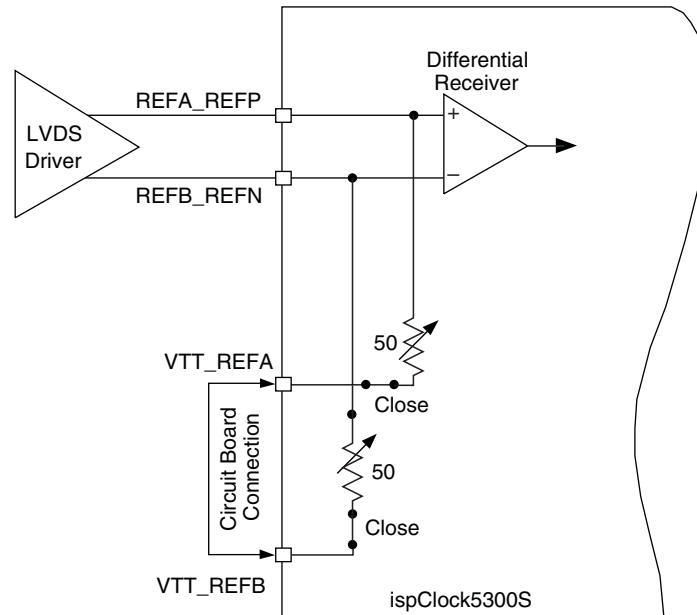 Differential
Receiver
REFA_REFP
LVDS
Driver
+
−
REFB_REFN
50
VTT_REFA
Close
Circuit Board
Connection
50
Close
VTT_REFB
ispClock5300S